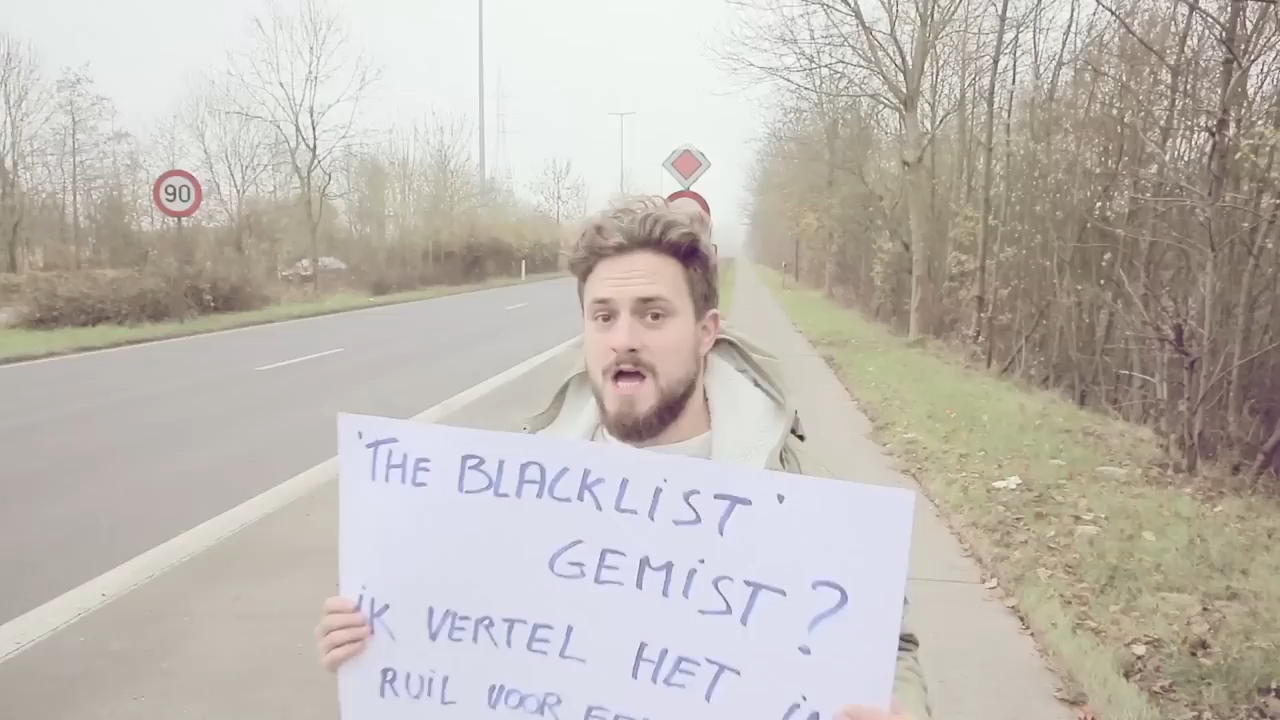 90
'THE BLACKLIST'
GEMIST?
IK VERTEL HET
RUIL VOOR